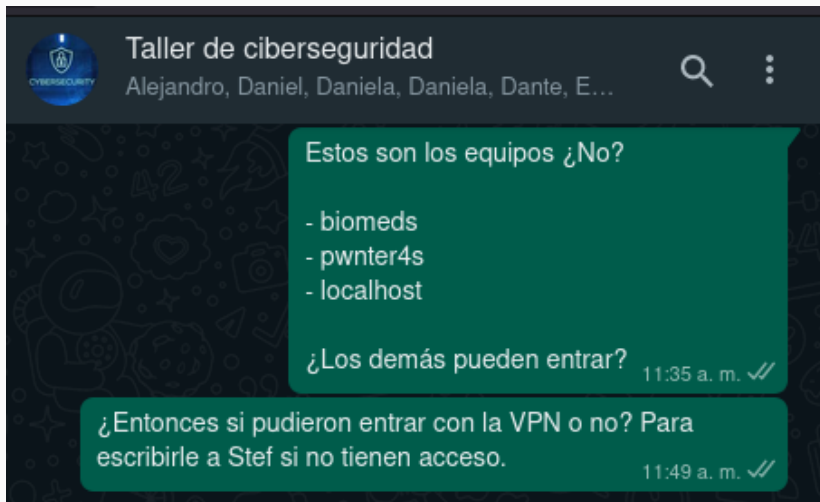 Taller de ciberseguridad
CYBERSECURITY
Alejandro, Daniel, Daniela, Daniela, Dante, E...
Estos son los equipos ¿No?
- biomeds
- pwnter4s
- localhost
¿Los demás pueden entrar?
11:35 a. m.
¿Entonces si pudieron entrar con la VPN o no? Para
escribirle a Stef si no tienen acceso.
11:49 a. m.